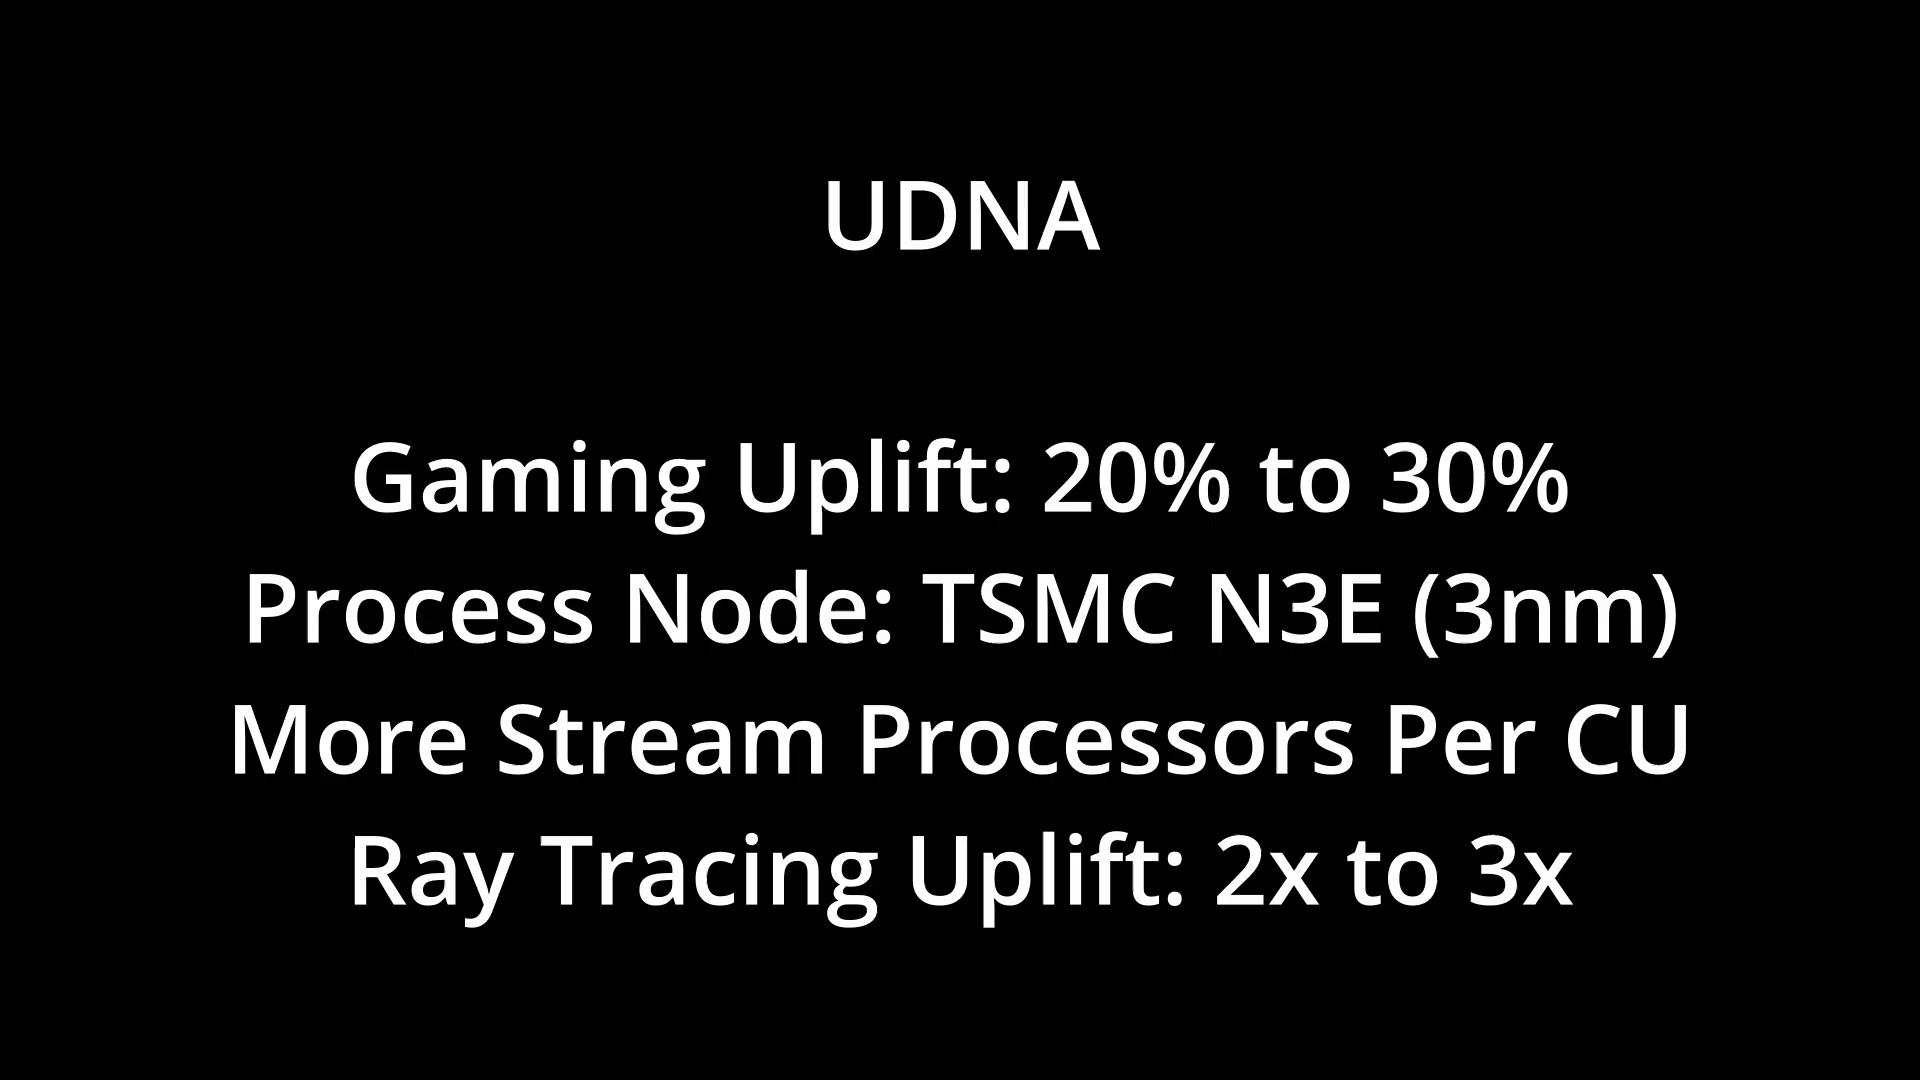 UDNA
Gaming Uplift: 20% to 30%
Process Node: TSMC N3E (3nm)
More Stream Processors Per CU
Ray Tracing Uplift: 2x to 3x